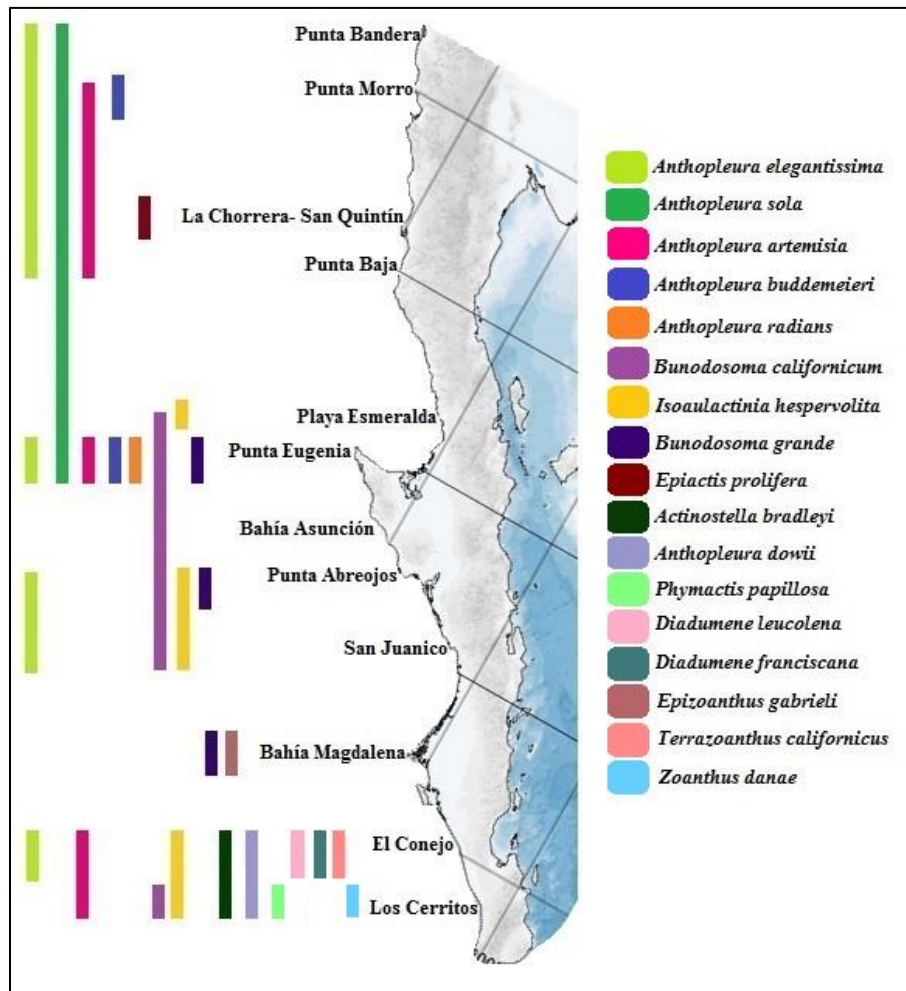 Punta Bandera
Punta Morro
La Chorrera- San Quintín
Punta Baja
Playa Esmeralda
Punta Eugenia
Bahía Asunción
Punta Abreojos
San Juanico
Bahía Magdalena
El Conejo
Los Cerritos
Anthopleura elegantissima
Anthopleura sola
Anthopleura artemisia
Anthopleura buddemeieri
Anthopleura radians
Bunodosoma californicum
Isoaulactinia hespervolita
Bunodosoma grande
Epiactis prolifera
Actinostella bradleyi
Anthopleura dowii
Phymactis papillosa
Diadumene leucolena
Diadumene franciscana
Epizoanthus gabrieli
Terrazoanthus californicus
Zoanthus danae